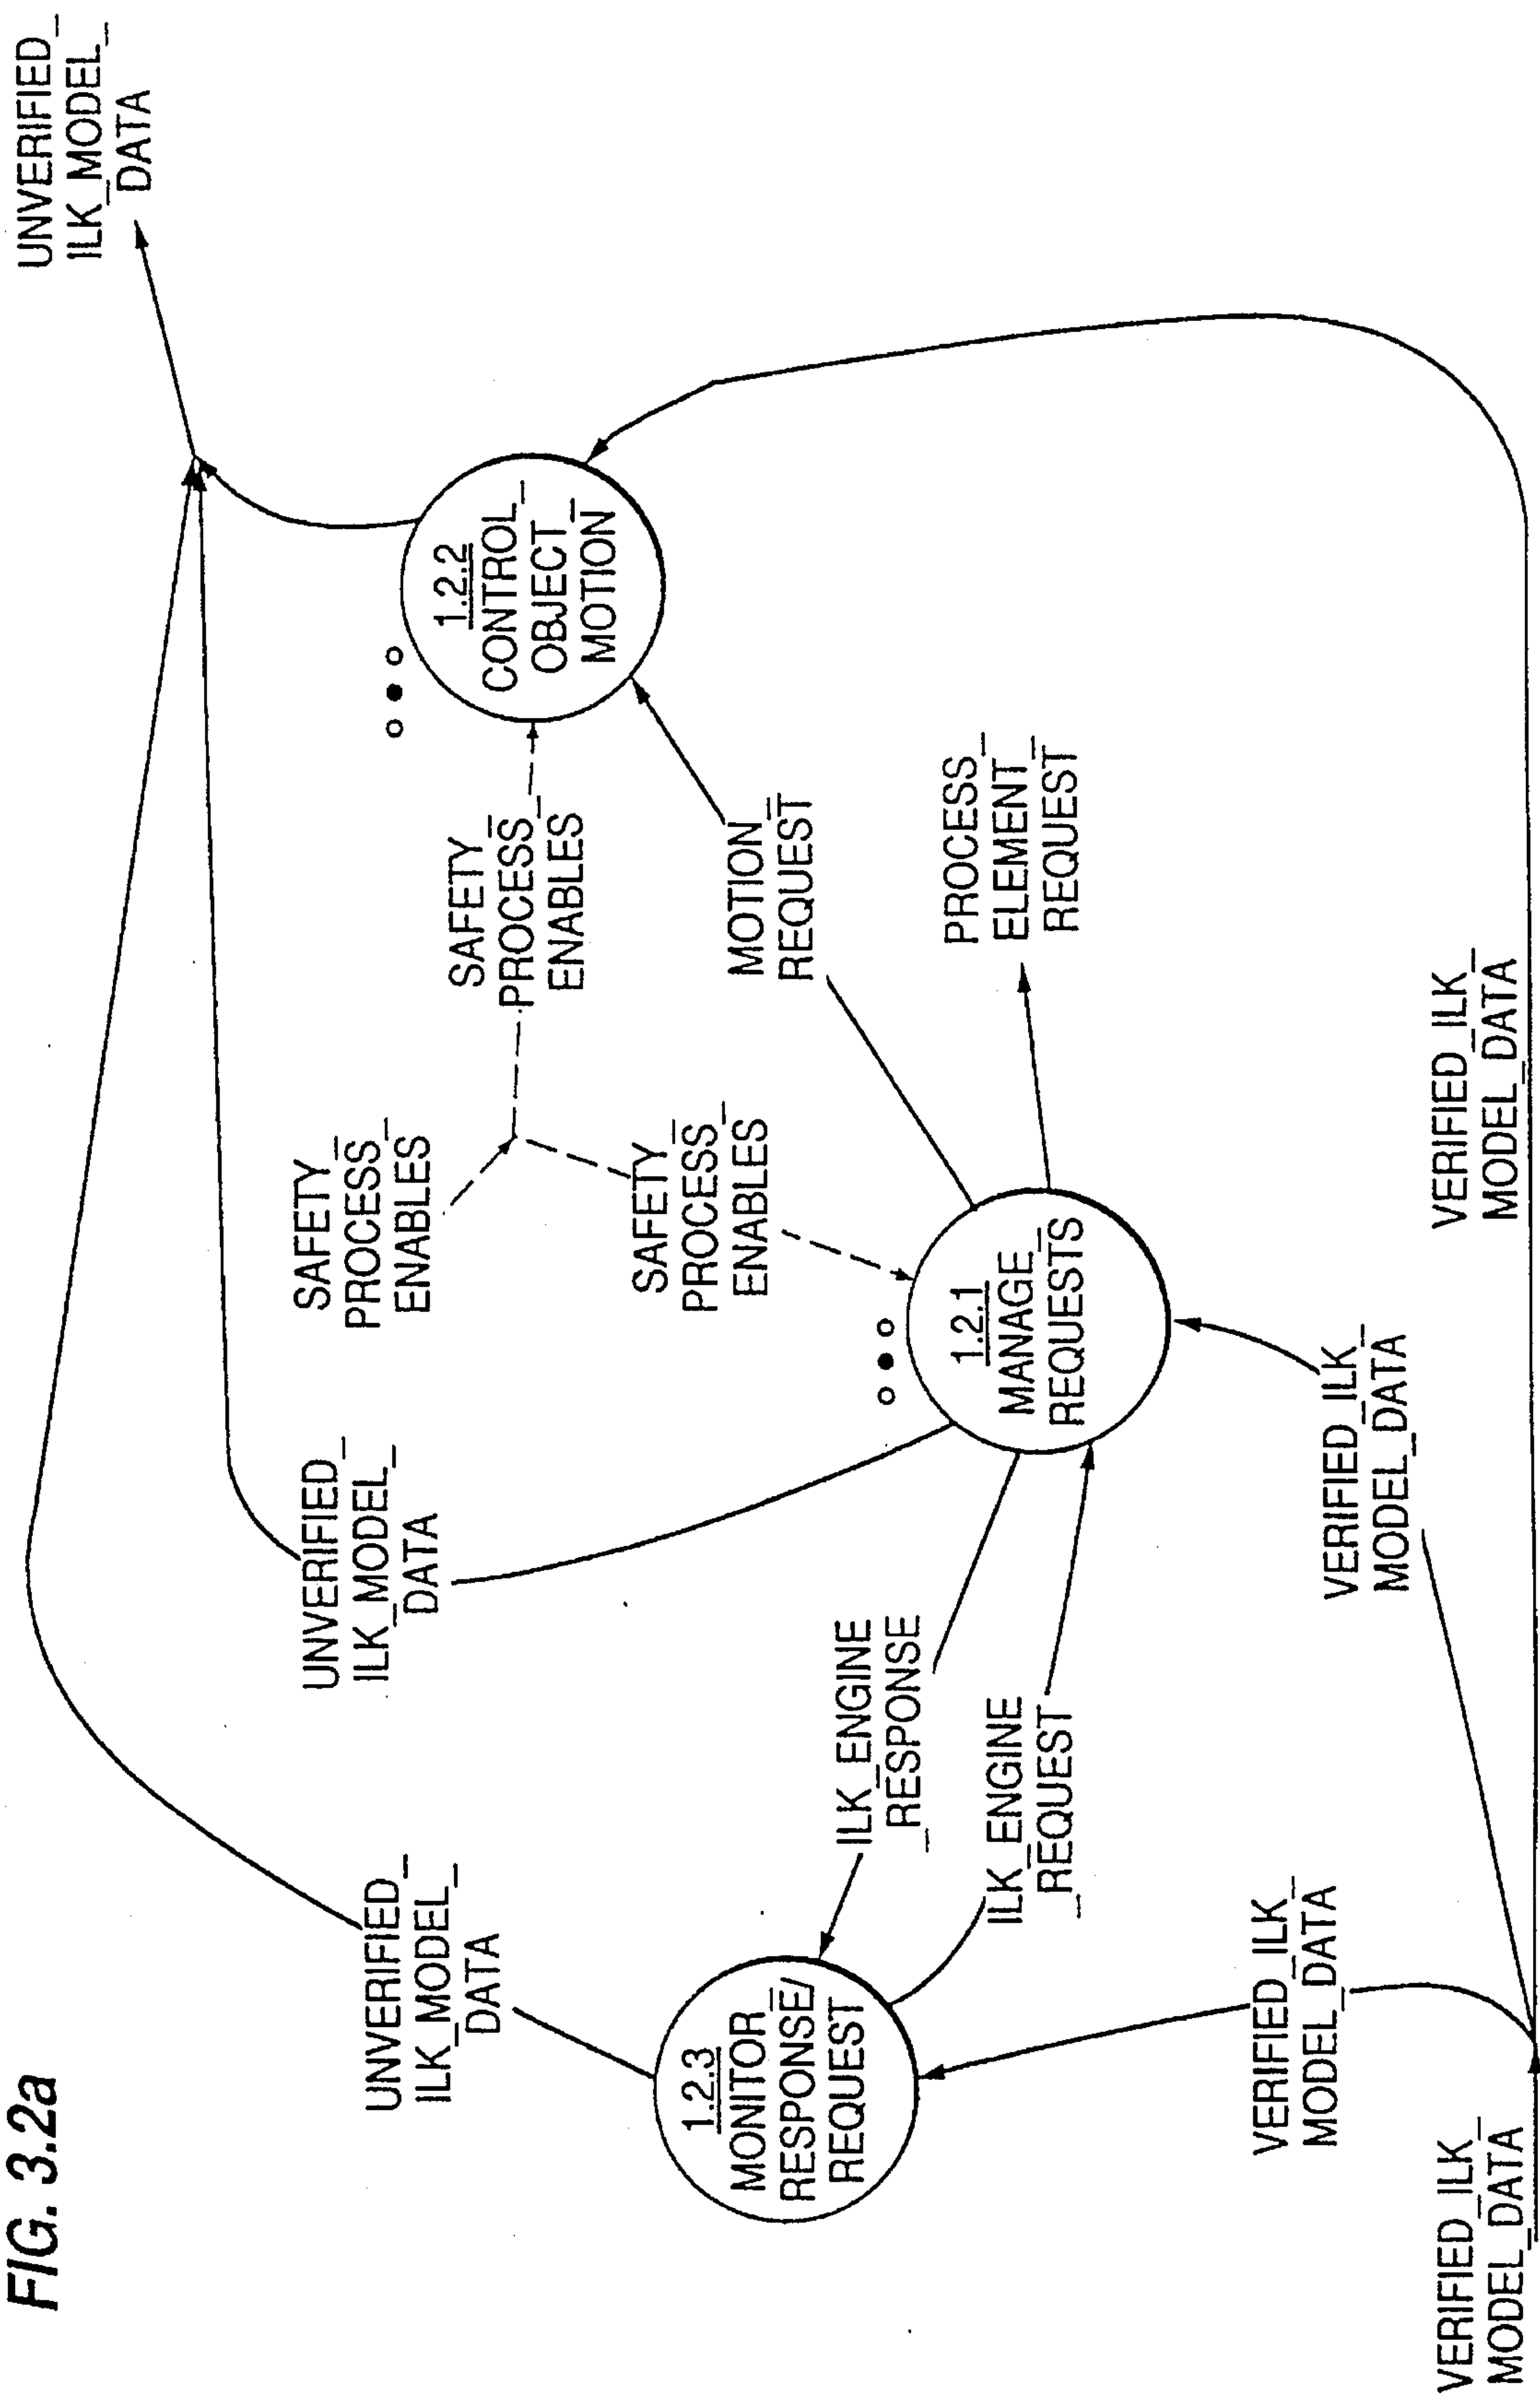 FIG. 3.2a
UNVERIFIED_
ILK_MODEL_
DATA
UNVERIFIED_
ILK_MODEL_
DATA
UNVERIFIED_
ILK_MODEL_
DATA
SAFETY_
PROCESS_
ENABLES
SAFETY_
PROCESS_
ENABLES
SAFETY_
PROCESS_
ENABLES
1.2.2
CONTROL_
OBJECT_
MOTION
1.2.3
MONITOR_
RESPONSE/
REQUEST
ILK_ENGINE
_RESPONSE
ILK_ENGINE
_REQUEST
1.2.1
MANAGE_
REQUESTS
MOTION_
REQUEST
PROCESS_
ELEMENT_
REQUEST
VERIFIED_ILK_
MODEL_DATA
VERIFIED_ILK_
MODEL_DATA
VERIFIED_ILK_
MODEL_DATA
VERIFIED_ILK_
MODEL_DATA